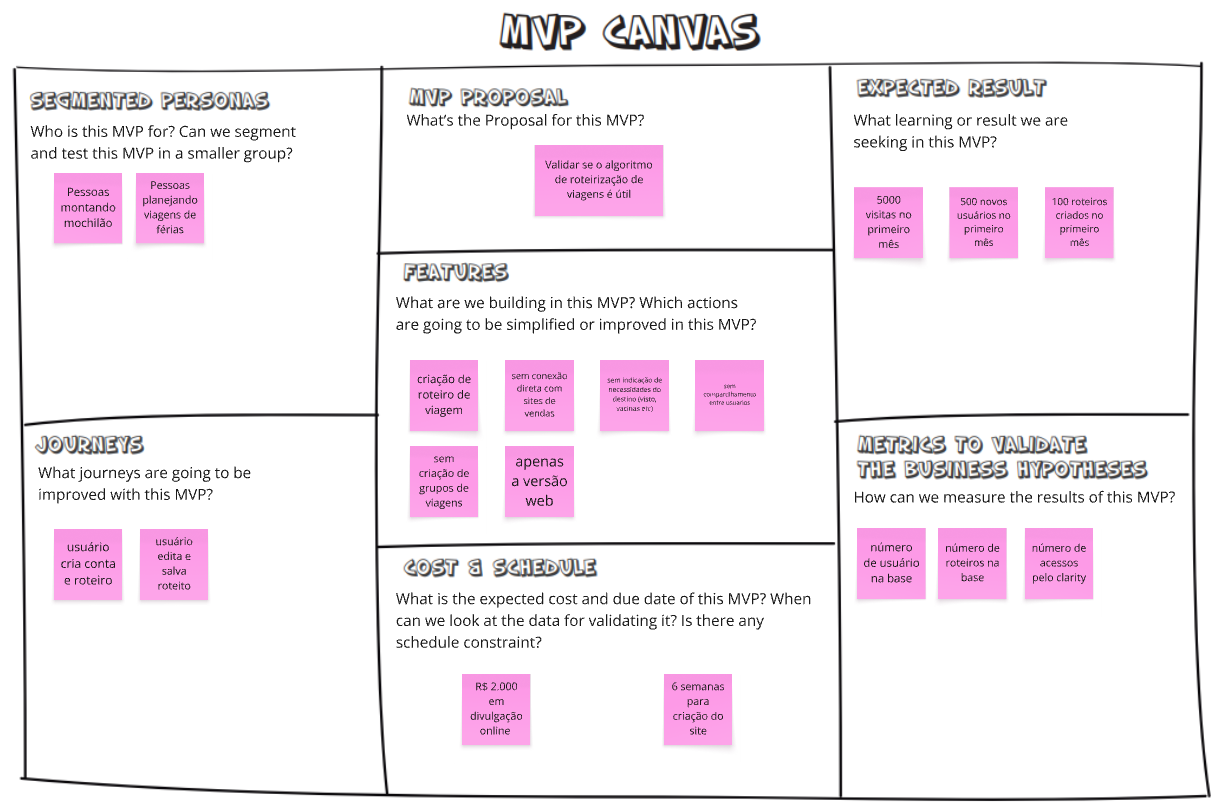 MVP CANVAS
SEGMENTED PERSONAS
Who is this MVP for? Can we segment
and test this MVP in a smaller group?
Pessoas
montando
mochilão
Pessoas
planejando
viagens de
férias
MVP PROPOSAL
What's the Proposal for this MVP?
Validar se o algoritmo
de roteirização de
viagens é útil
EXPECTED RESULT
What learning or result we are
seeking in this MVP?
5000
visitas no
primeiro
mês
500 novos
usuários no
primeiro
mês
100 roteiros
criados no
primeiro
mês
FEATURES
What are we building in this MVP? Which actions
are going to be simplified or improved in this MVP?
criação de
roteiro de
viagem
sem conexão
direta com
sites de
vendas
sem indicação de
necessidades do
destino (visto,
vacinas etc)
sem
compartilhamento
entre usuários
sem
criação de
grupos de
viagens
apenas
a versão
web
JOURNEYS
What journeys are going to be
improved with this MVP?
usuário
cria conta
e roteiro
usuário
edita e
salva
roteito
COST & SCHEDULE
What is the expected cost and due date of this MVP? When
can we look at the data for validating it? Is there any
schedule constraint?
R$ 2.000
em
divulgação
online
6 semanas
para
criação do
site
METRICS TO VALIDATE
THE BUSINESS HYPOTHESES
How can we measure the results of this MVP?
número
de usuário
na base
número de
roteiros na
base
número de
acessos
pelo clarity